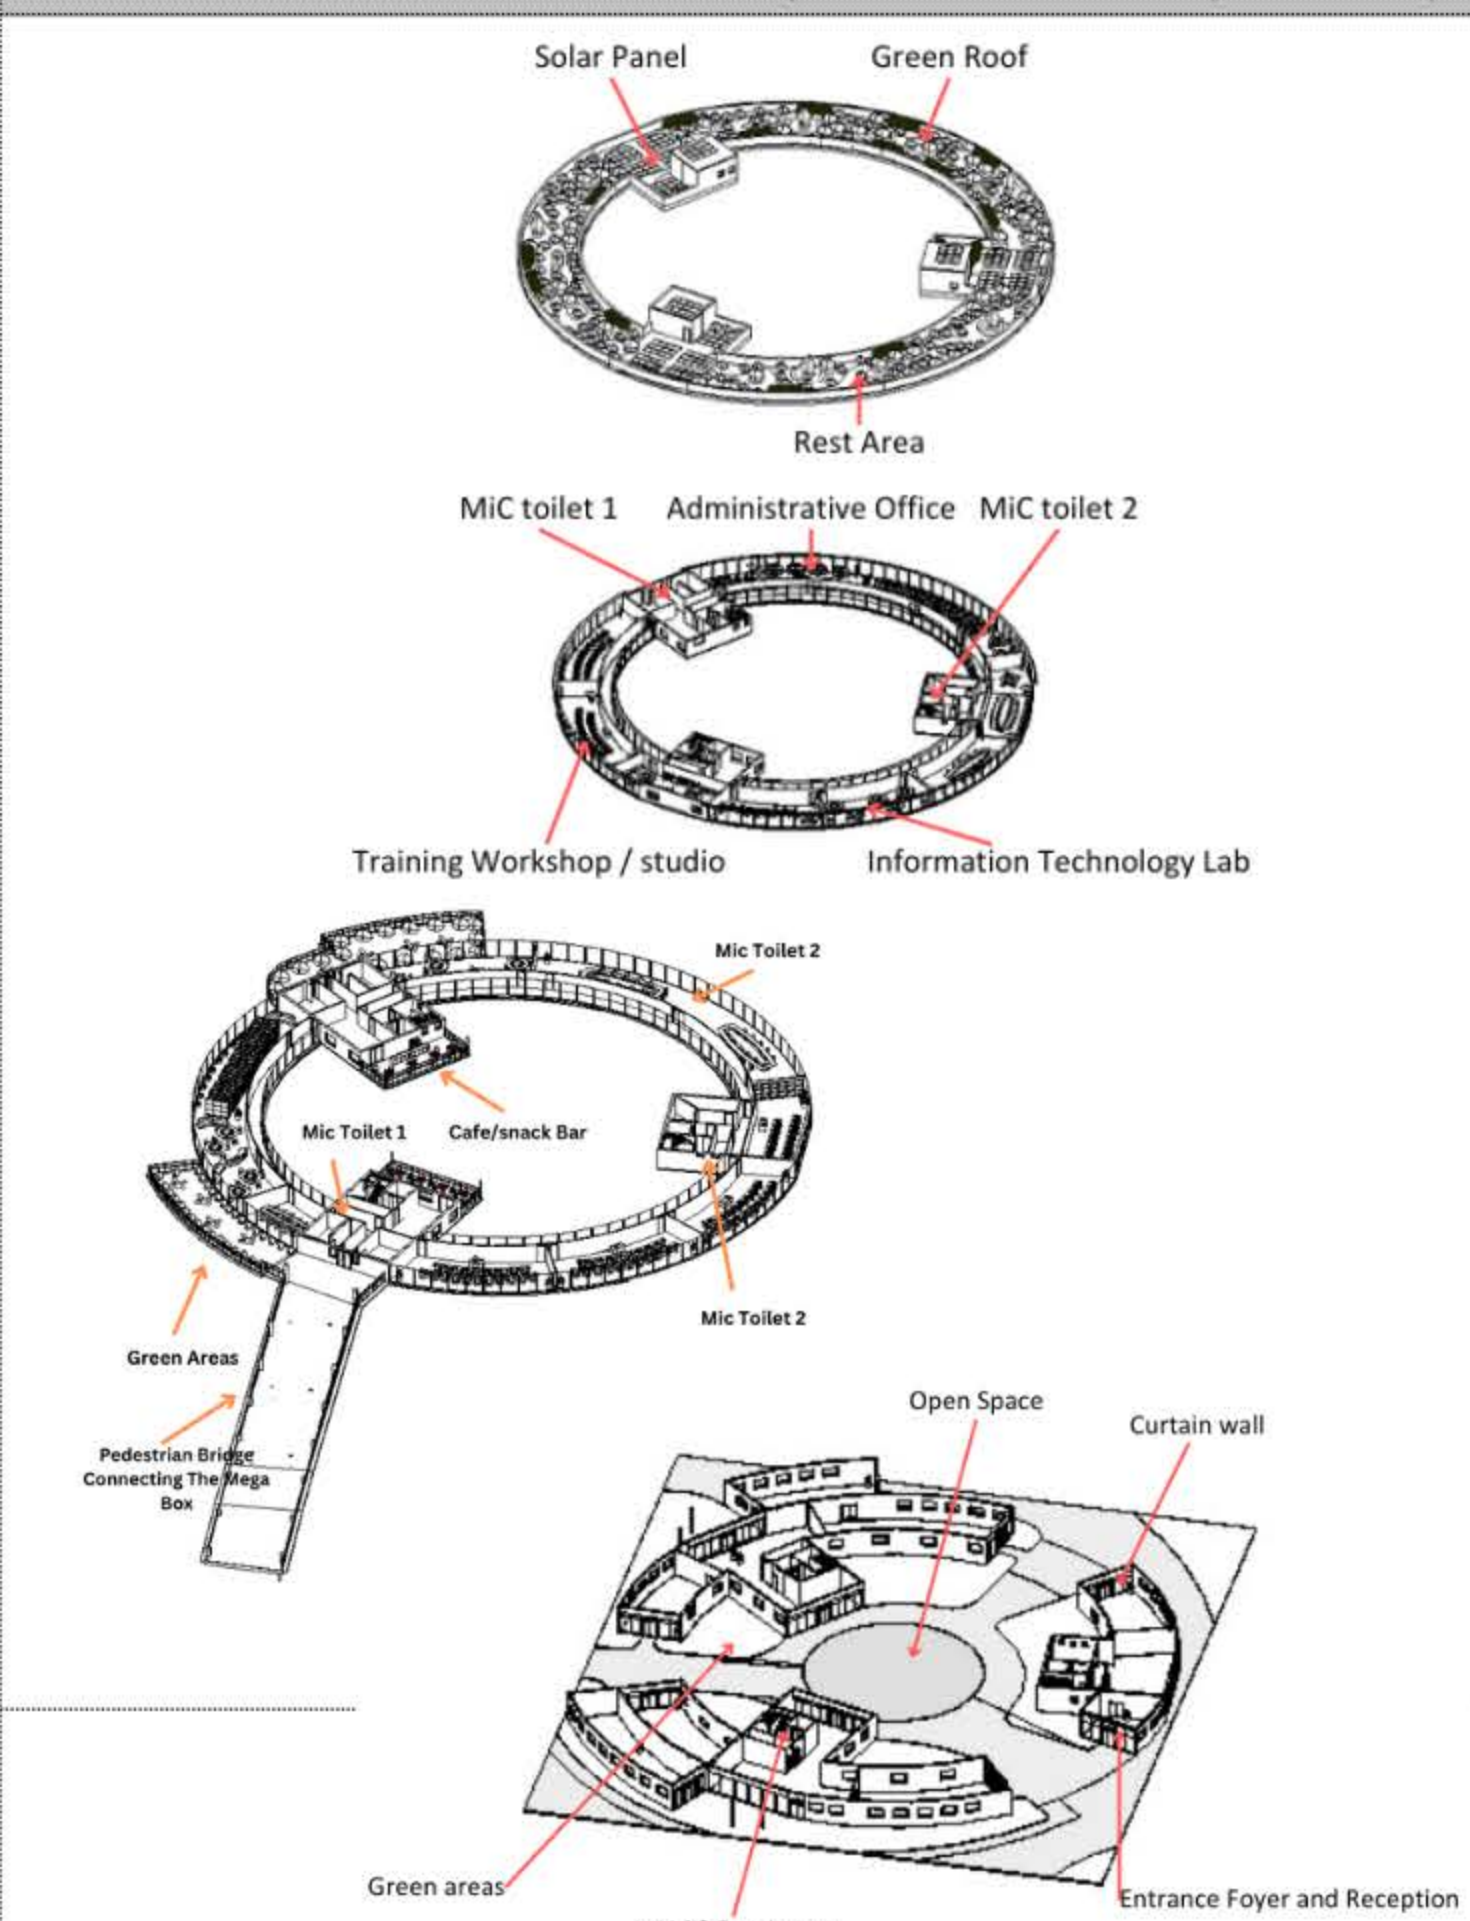 Solar Panel
Green Roof
Rest Area
MiC toilet 1
Administrative Office
MiC toilet 2
Training Workshop / studio
Information Technology Lab
Mic Toilet 2
Mic Toilet 1
Cafe/snack Bar
Mic Toilet 2
Green Areas
Pedestrian Bridge
Connecting The Mega
Box
Open Space
Curtain wall
Green areas
Entrance Foyer and Reception